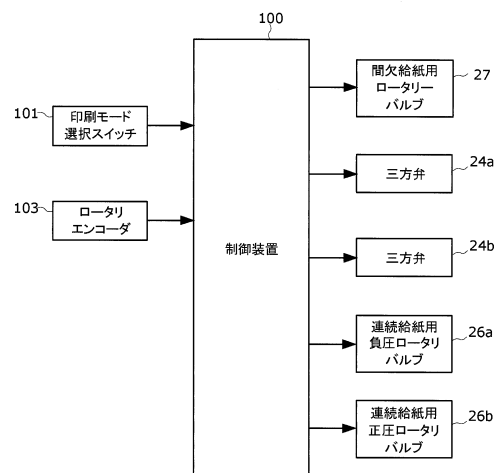 100
101
印刷モード
選択スイッチ
103
ロータリ
エンコーダ
制御装置
間欠給紙用
ロータリー
バルブ
27
三方弁
24a
三方弁
24b
連続給紙用
負圧ロータリ
バルブ
26a
連続給紙用
正圧ロータリ
バルブ
26b